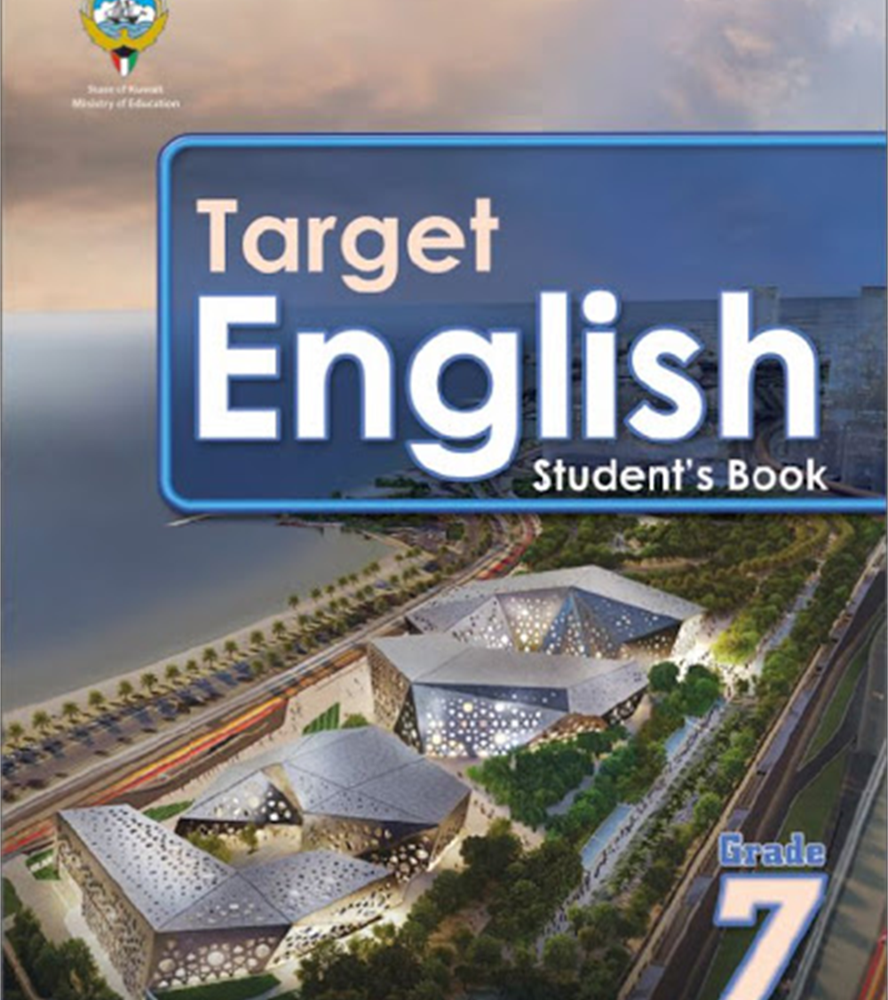 State of Kuwait
Ministry of Education
Target
English
Student's Book
Grade
7